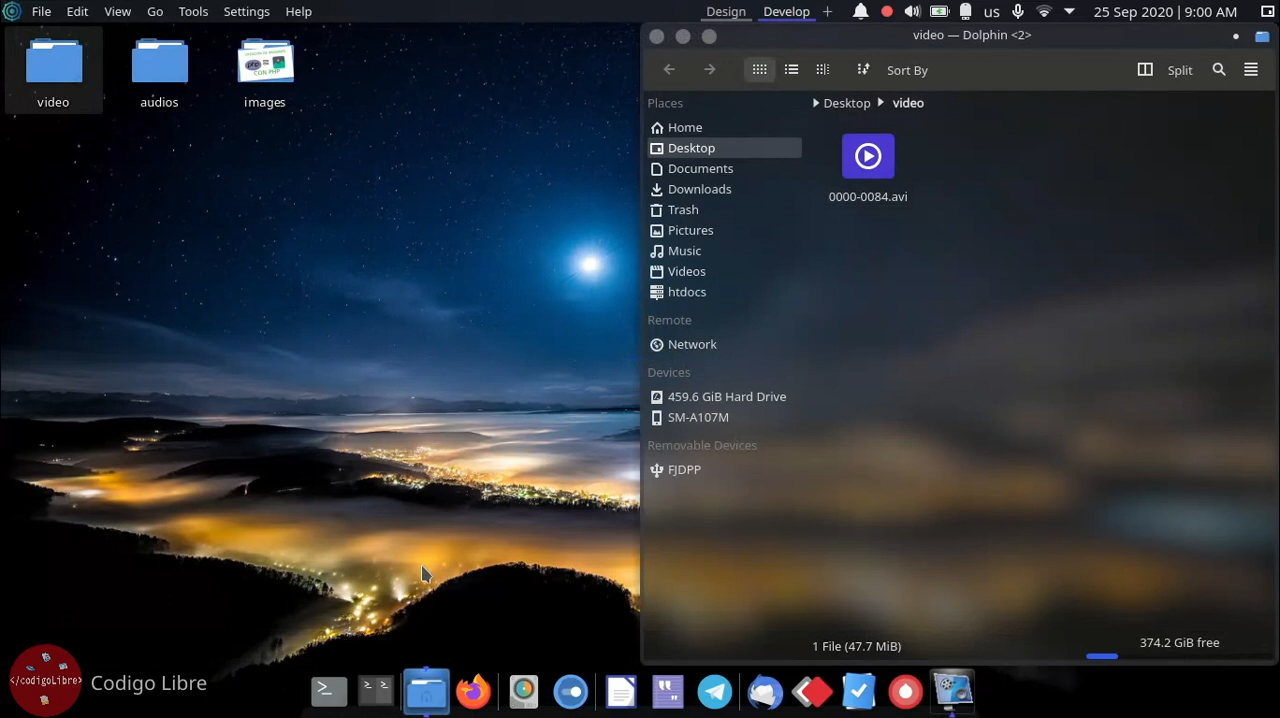 File Edit View Go Tools Settings Help
Design Develop +
us
25 Sep 2020 | 9:00 AM
video
audios
images
CON PHP
video — Dolphin <2>
Sort By
Split
Places
Desktop video
Home
Desktop
Documents
Downloads
Trash
Pictures
Music
Videos
htdocs
Remote
Network
Devices
459.6 GiB Hard Drive
SM-A107M
Removable Devices
FJDPP
0000-0084.avi
1 File (47.7 MiB)
374.2 GiB free
</codigoLibre>
Codigo Libre